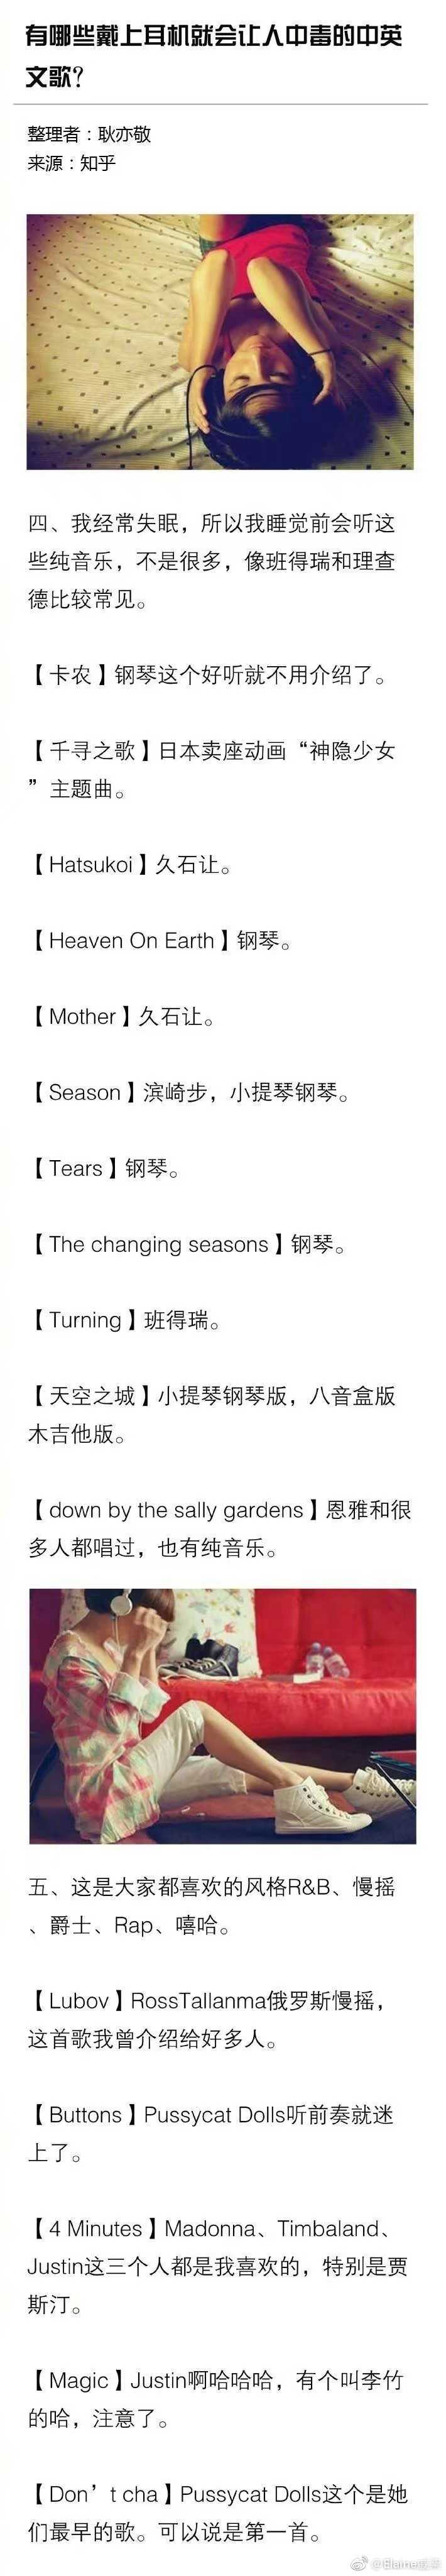 有哪些戴上耳机就会让人中毒的中英
文歌？
整理者：耿亦敬
来源：知乎
四、我经常失眠，所以我睡觉前会听这
些纯音乐，不是很多，像班得瑞和理查
德比较常见。
【卡农】钢琴这个好听就不用介绍了。
【千寻之歌】日本卖座动画“神隐少女
”主题曲。
【Hatsukoi】久石让。
【Heaven On Earth】钢琴。
【Mother】久石让。
【Season】滨崎步，小提琴钢琴。
【Tears】钢琴。
【The changing seasons】钢琴。
【Turning】班得瑞。
【天空之城】小提琴钢琴版，八音盒版
木吉他版。
【down by the sally gardens】恩雅和很
多人都唱过，也有纯音乐。
五、这是大家都喜欢的风格R&B、慢摇
、爵士、Rap、嘻哈。
【Lubov】RossTallanma俄罗斯慢摇，
这首歌我曾介绍给好多人。
【Buttons】Pussycat Dolls听前奏就迷
上了。
【4 Minutes】Madonna、Timbaland、
Justin这三个人都是我喜欢的，特别是贾
斯汀。
【Magic】Justin啊哈哈哈，有个叫李竹
的哈，注意了。
【Don’t cha】Pussycat Dolls这个是她
们最早的歌。可以说是第一首。